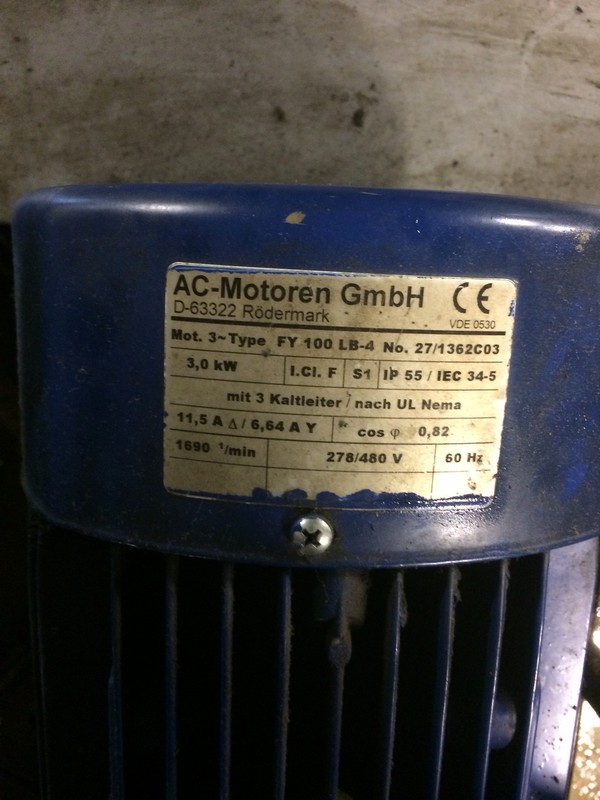 AC-Motoren GmbH CE
D-63322 Rödermark VDE 0530
Mot. 3~Type FY 100 LB-4 No. 27/1362C03
3,0 kW I.Cl. F S1 IP 55 / IEC 34-5
mit 3 Kaltleiter / nach UL Nema
11,5 A Δ / 6,64 A Y cos φ 0,82
1690 ¹/min 278/480 V 60 Hz